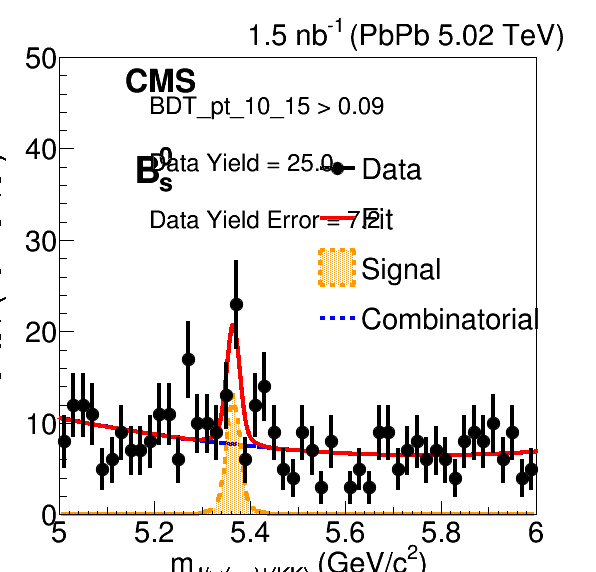 1.5 nb-1 (PbPb 5.02 TeV)
50
CMS
BDT_pt_10_15 > 0.09
40
B0s
Data Yield = 25.0
Data
Data Yield Error = 7.2
Fit
30
Signal
20
Combinatorial
10
0
5 5.2 5.4 5.6 5.8 6
m (GeV/c2)